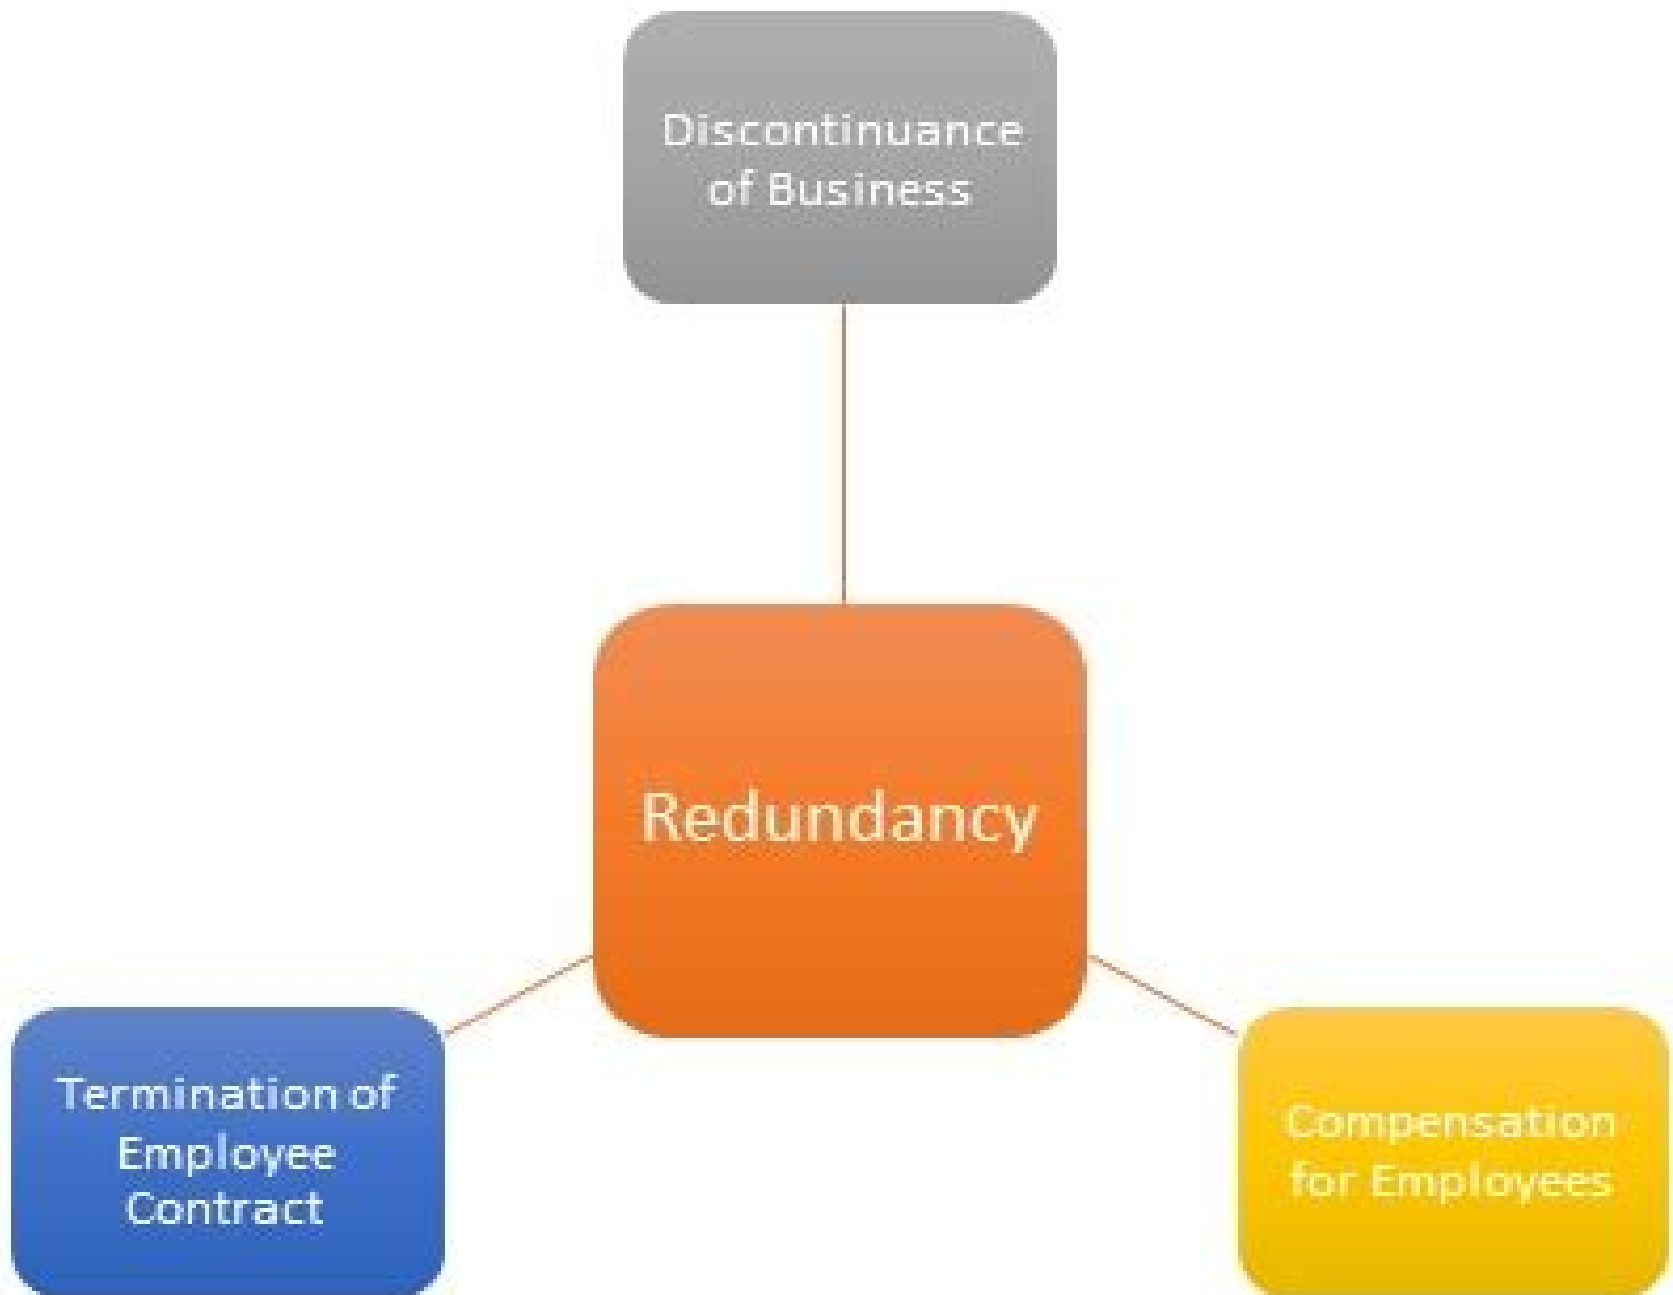 Discontinuance
of Business
Redundancy
Termination of
Employee
Contract
Compensation
for Employees